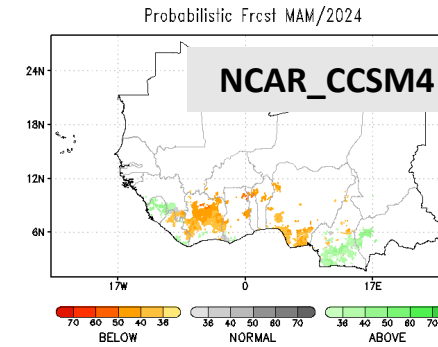 Probabilistic Frcst MAM/2024
NCAR_CCSM4
24N
18N
12N
6N
17W 0 17E
70 60 50 40 36 36 40 50 60 70 36 40 50 60 70
BELOW NORMAL ABOVE